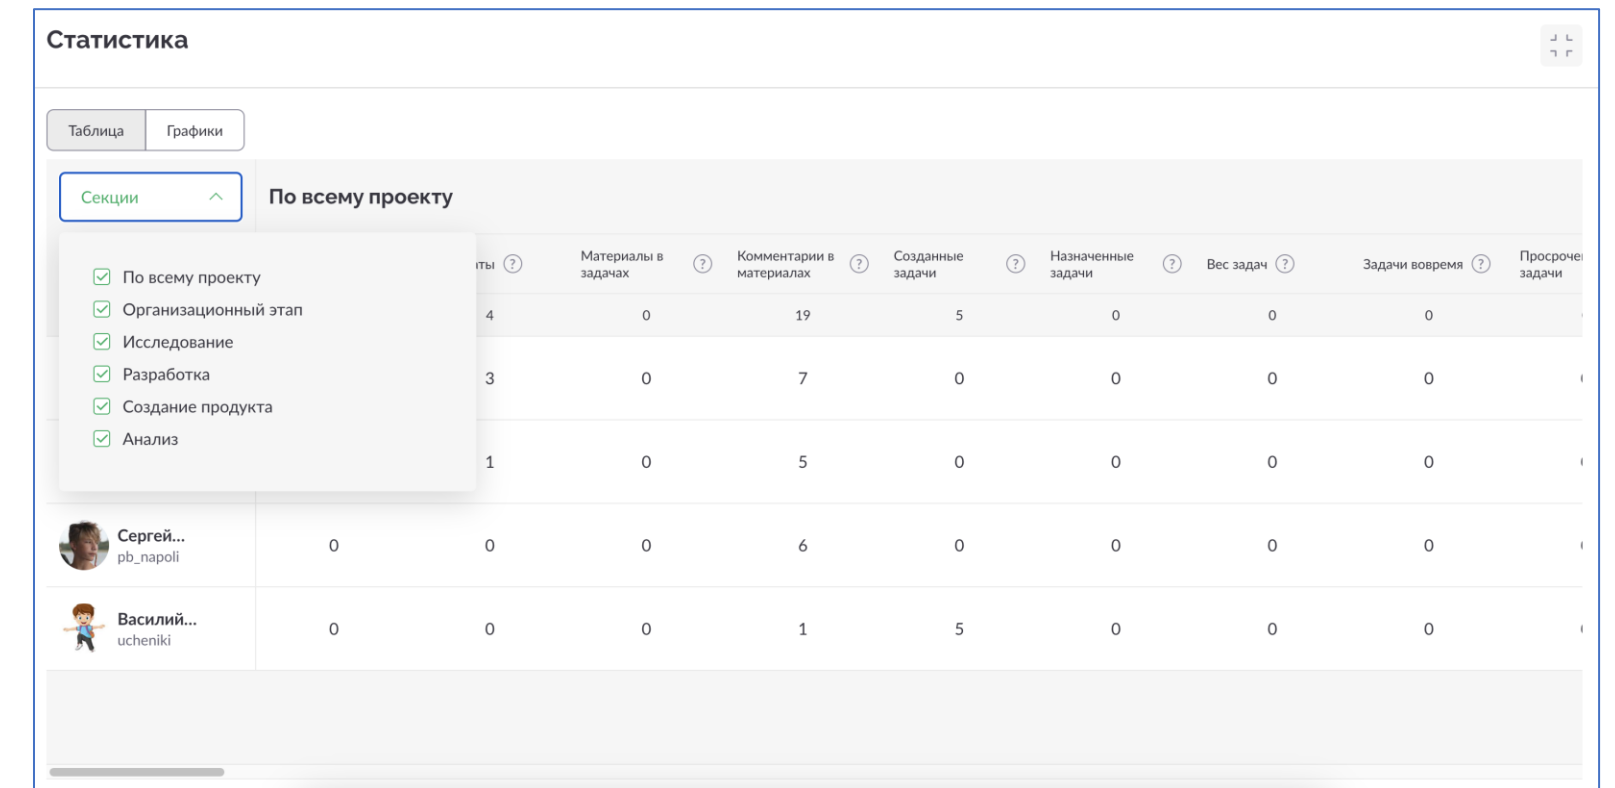 Статистика
Таблица Графики
Секции По всему проекту
По всему проекту
Организационный этап
Исследование
Разработка
Создание продукта
Анализ
Материалы в задачах
Комментарии в материалах
Созданные задачи
Назначенные задачи
Вес задач
Задачи вовремя
задачи
4 0 19 5 0 0 0
3 0 7 0 0 0 0
1 0 5 0 0 0 0
Сергей...
pb_napoli
0 0 0 6 0 0 0 0
Василий...
ucheniki
0 0 0 1 5 0 0 0